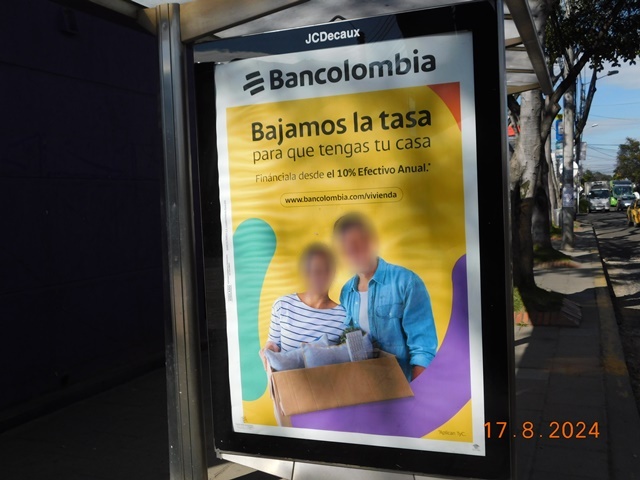 JCDecaux
Bancolombia
Bajamos la tasa
para que tengas tu casa
Finánciala desde el 10% Efectivo Anual.*
www.bancolombia.com/vivienda
17.8.2024